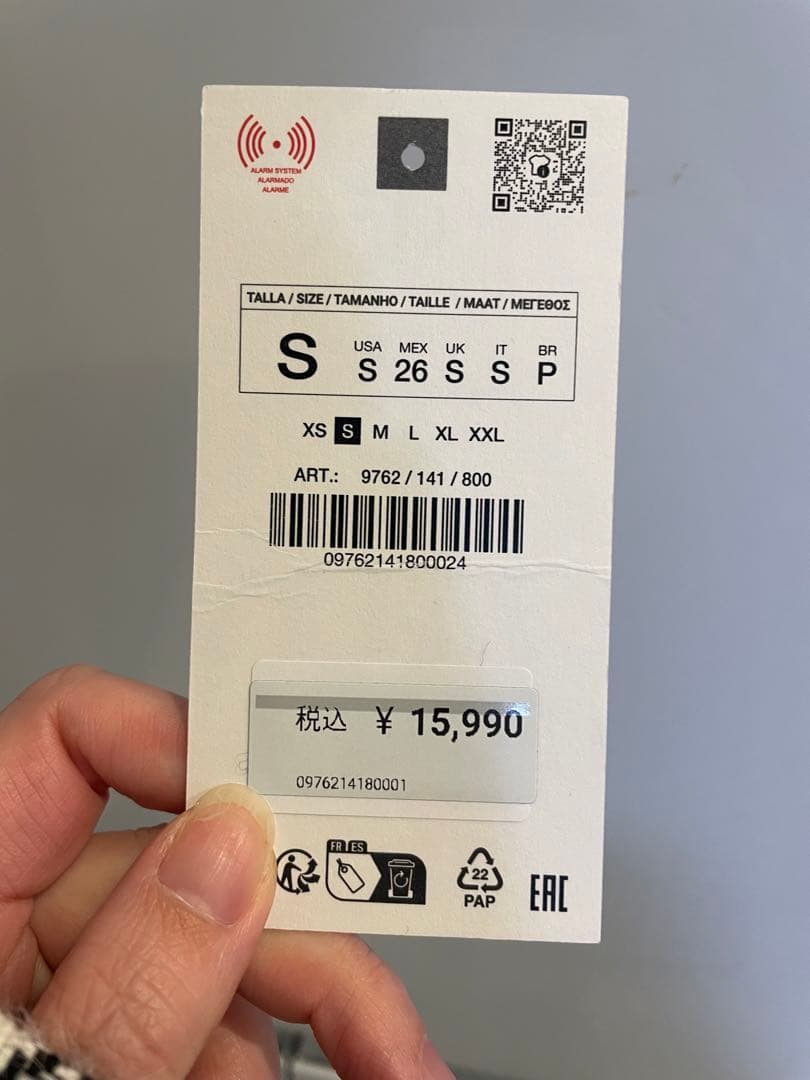 ALARM SYSTEM
ALARMADO
ALARME
TALLA / SIZE / TAMANHO / TAILLE / MAAT / ΜΕΓΕΘΟΣ
S
USA MEX UK IT BR
S 26 S S P
XS S M L XL XXL
ART.: 9762 / 141 / 800
09762141800024
税込 ¥ 15,990
0976214180001
FR ES
22
PAP
EAC